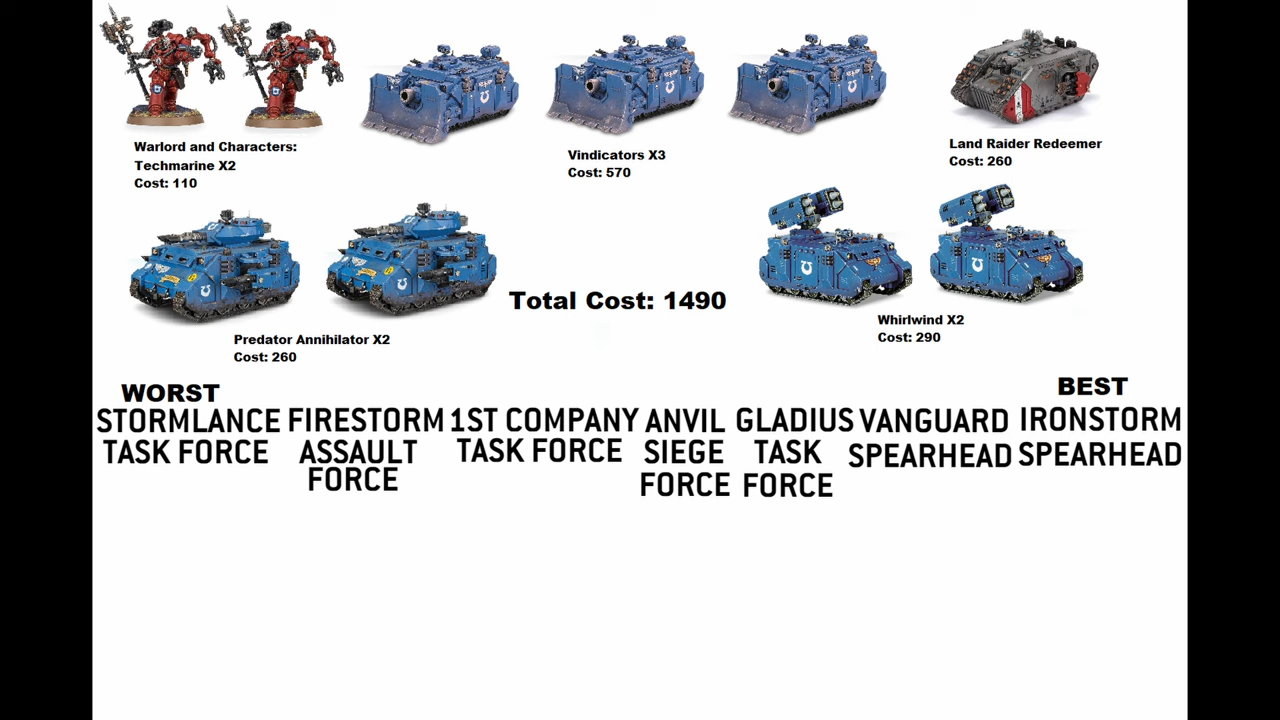 Warlord and Characters:
Techmarine X2
Cost: 110
Vindicators X3
Cost: 570
Land Raider Redeemer
Cost: 260
Predator Annihilator X2
Cost: 260
Total Cost: 1490
Whirlwind X2
Cost: 290
WORST
BEST
STORMLANCE
TASK FORCE
FIRESTORM
ASSAULT
FORCE
1ST COMPANY
TASK FORCE
ANVIL
SIEGE
FORCE
GLADIUS
TASK
FORCE
VANGUARD
SPEARHEAD
IRONSTORM
SPEARHEAD